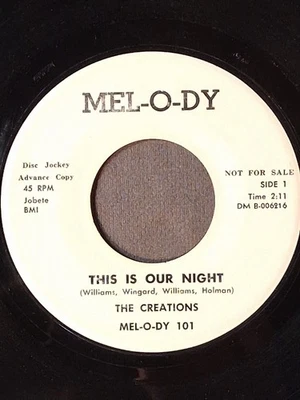 MEL-O-DY
Disc Jockey
Advance Copy
45 RPM
Jobete
BMI
NOT FOR SALE
SIDE 1
Time 2:11
DM B-006216
THIS IS OUR NIGHT
(Williams, Wingard, Williams, Holman)
THE CREATIONS
MEL-O-DY 101